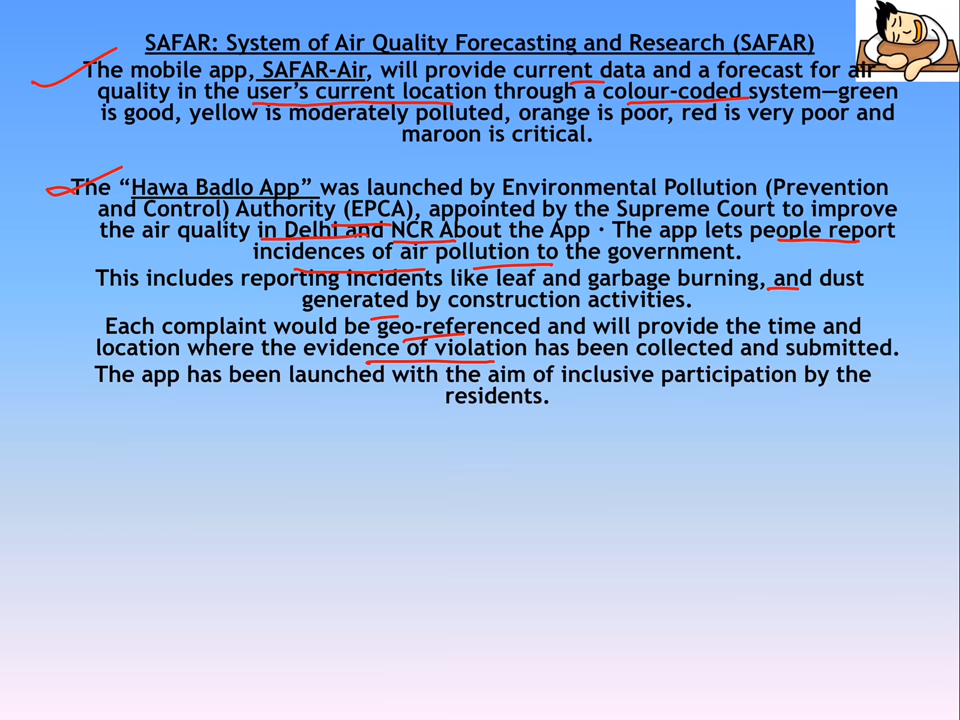 SAFAR: System of Air Quality Forecasting and Research (SAFAR)
The mobile app, SAFAR-Air, will provide current data and a forecast for air
quality in the user's current location through a colour-coded system—green
is good, yellow is moderately polluted, orange is poor, red is very poor and
maroon is critical.
The “Hawa Badlo App” was launched by Environmental Pollution (Prevention
and Control) Authority (EPCA), appointed by the Supreme Court to improve
the air quality in Delhi and NCR About the App · The app lets people report
incidences of air pollution to the government.
This includes reporting incidents like leaf and garbage burning, and dust
generated by construction activities.
Each complaint would be geo-referenced and will provide the time and
location where the evidence of violation has been collected and submitted.
The app has been launched with the aim of inclusive participation by the
residents.